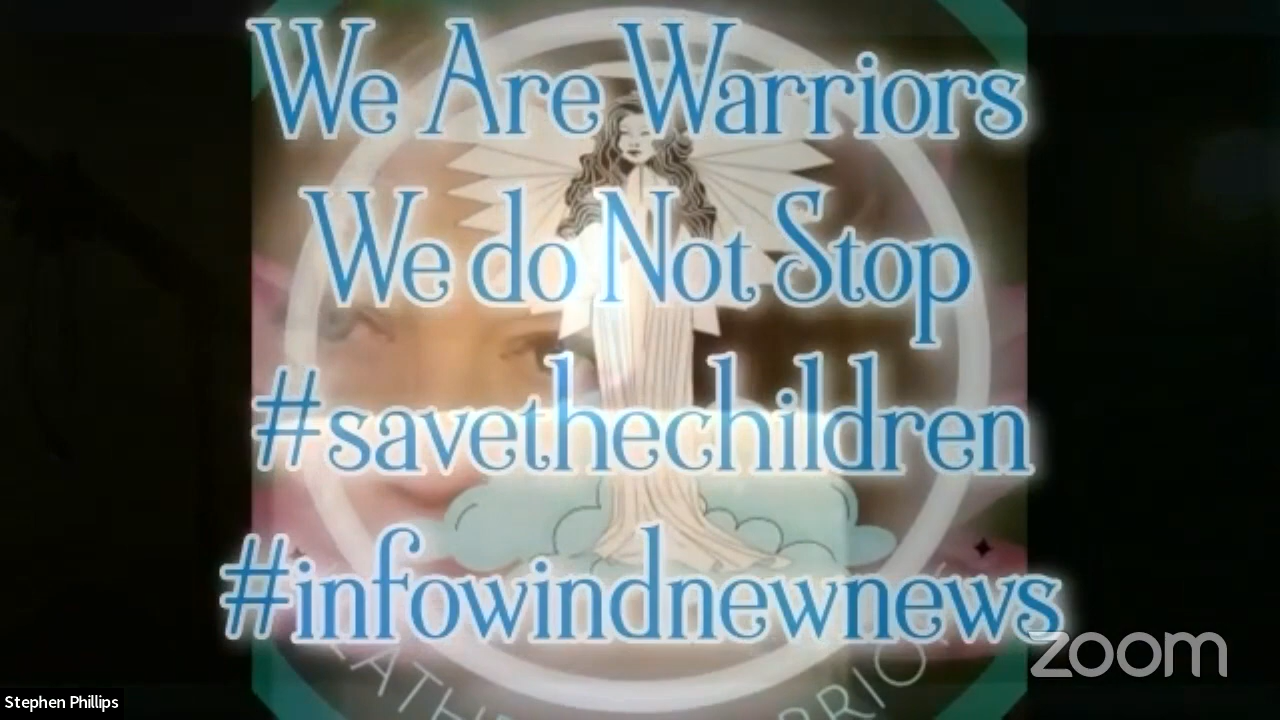 We Are Warriors
We do Not Stop
#savethechildren
#infowindnewnews
zoom
Stephen Phillips